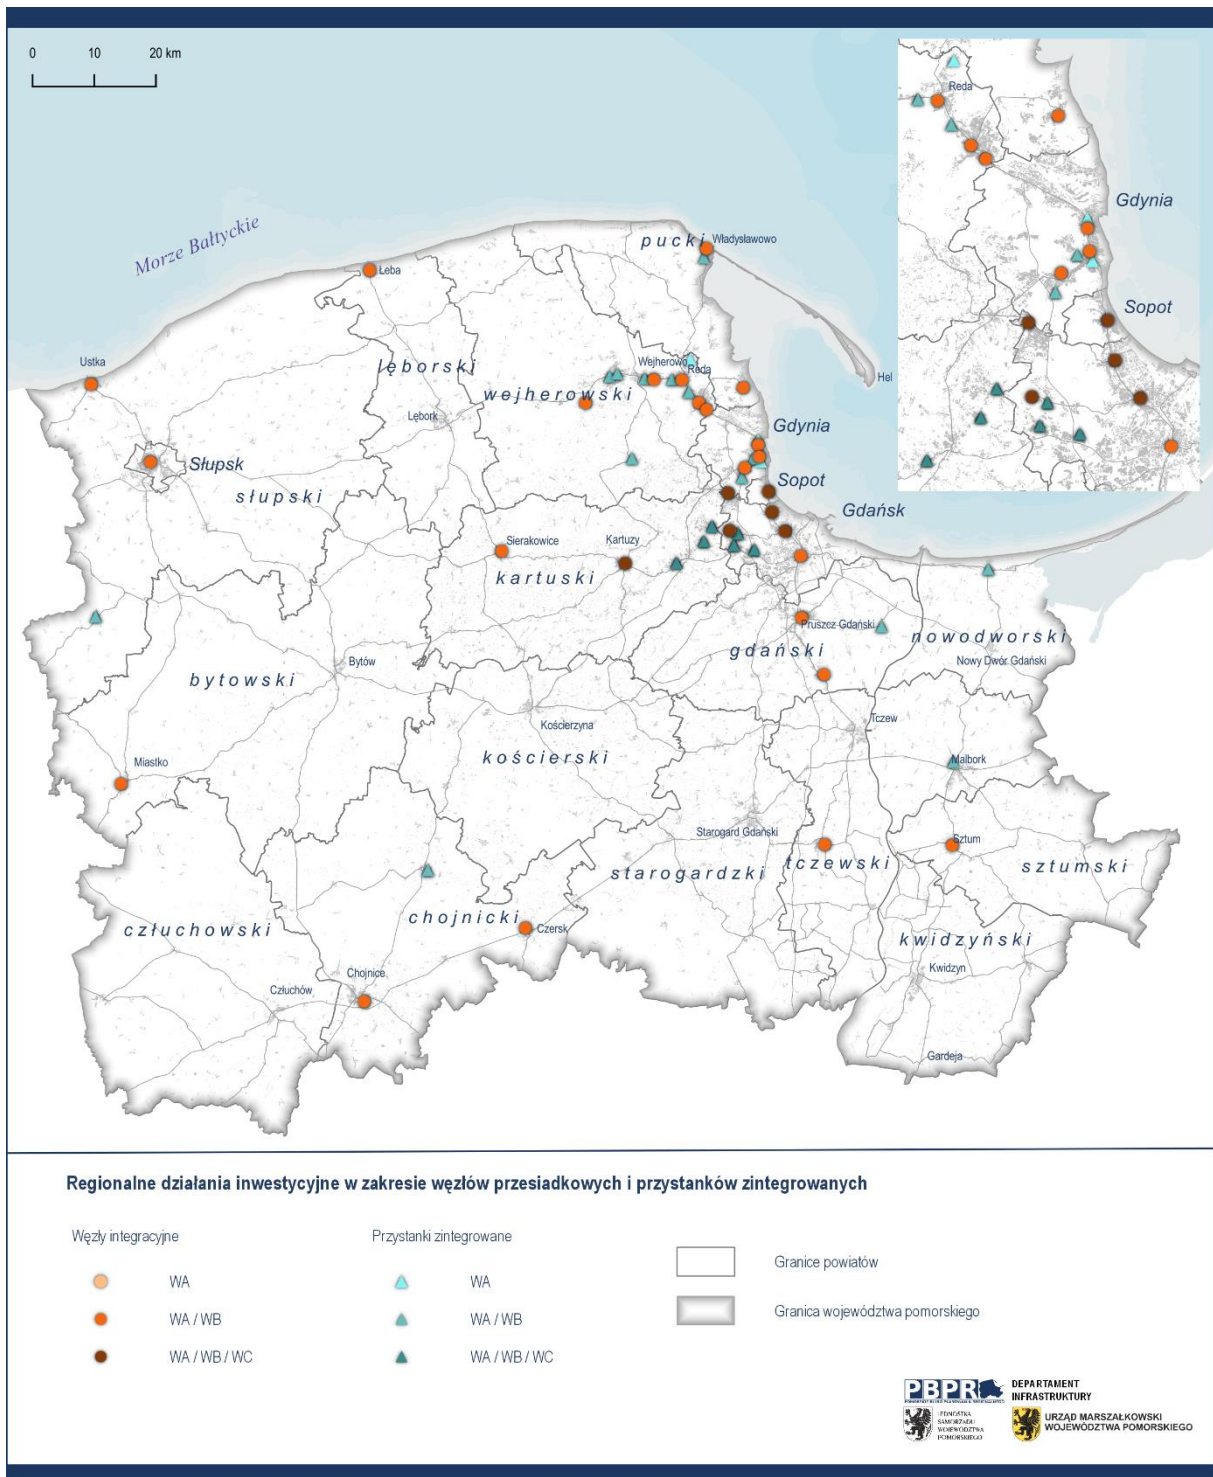 0 10 20 km
Morze Bałtyckie
Reda
Gdynia
Sopot
pucki
Władysławowo
Łeba
Ustka
lęborski
Wejherowo
Reda
Hel
wejherowski
Lębork
Gdynia
Słupsk
Sopot
słupski
Gdańsk
Sierakowice
Kartuzy
kartuski
Pruszcz Gdański
nowodworski
gdański
Nowy Dwór Gdański
Bytów
bytowski
Kościerzyna
Tczew
kościerski
Miastko
Malbork
Starogard Gdański
Sztum
tczewski
sztumski
starogardzki
chojnicki
człuchowski
Czersk
kwidzyński
Chojnice
Kwidzyn
Człuchów
Gardeja
Regionalne działania inwestycyjne w zakresie węzłów przesiadkowych i przystanków zintegrowanych
Węzły integracyjne
WA
WA / WB
WA / WB / WC
Przystanki zintegrowane
WA
WA / WB
WA / WB / WC
Granice powiatów
Granica województwa pomorskiego
PBPR
DEPARTAMENT
INFRASTRUKTURY
JEDNOSTKA
SAMORZĄDU
WOJEWÓDZTWA
POMORSKIEGO
URZĄD MARSZAŁKOWSKI
WOJEWÓDZTWA POMORSKIEGO